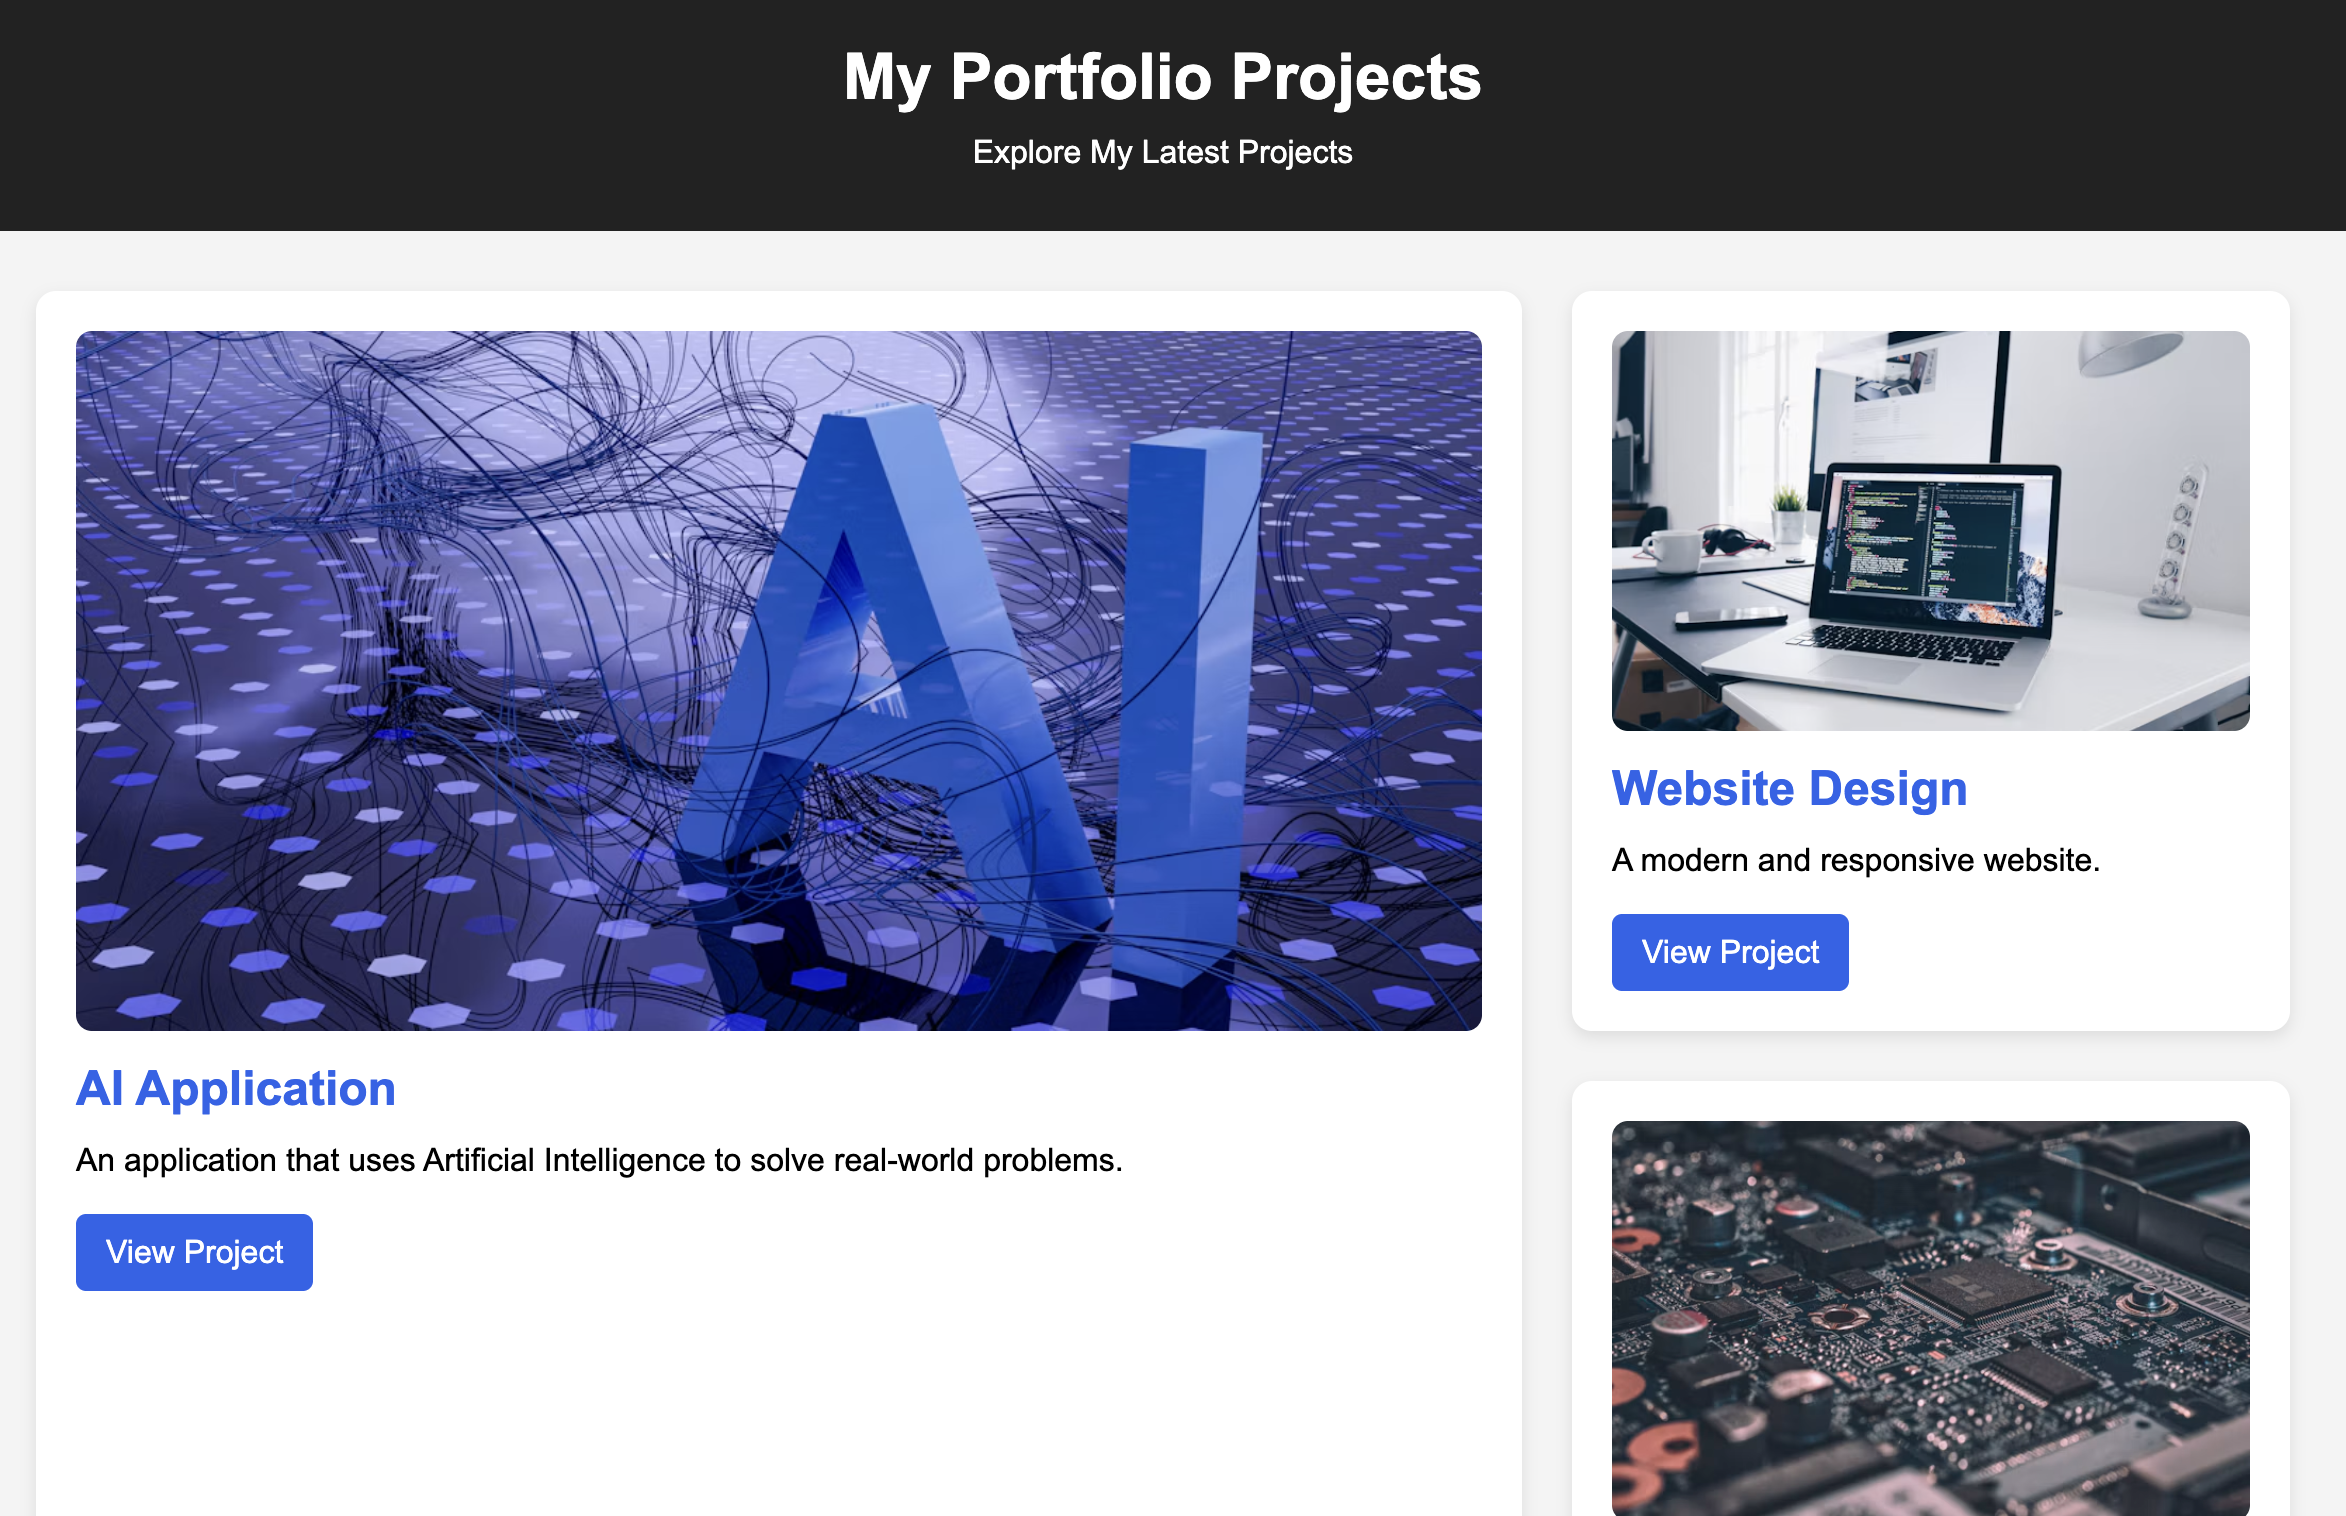 My Portfolio Projects
Explore My Latest Projects
AI
AI Application
An application that uses Artificial Intelligence to solve real-world problems.
View Project
Website Design
A modern and responsive website.
View Project